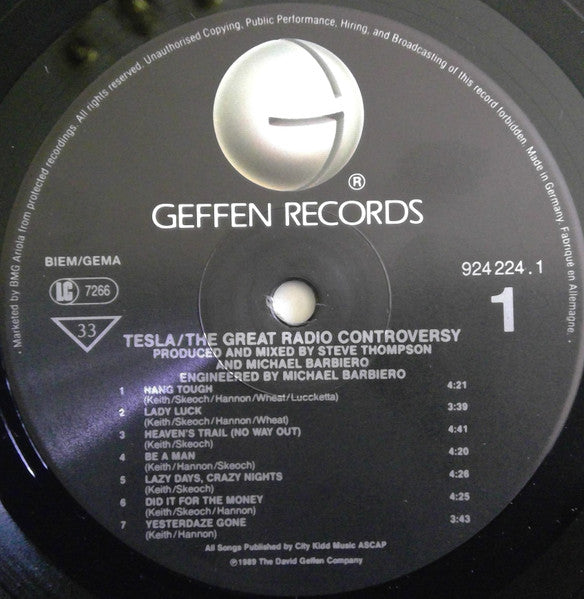 Marketed by BMG Ariola from protected recordings. All rights reserved. Unauthorised Copying, Public Performance, Hiring, and Broadcasting of this record forbidden. Made in Germany. Fabriqué en Allemagne.
G
®
GEFFEN RECORDS
BIEM/GEMA
924 224.1
LC 7266
1
33
TESLA/THE GREAT RADIO CONTROVERSY
PRODUCED AND MIXED BY STEVE THOMPSON
AND MICHAEL BARBIERO
ENGINEERED BY MICHAEL BARBIERO
1 HANG TOUGH 4:21
(Keith/Skeoch/Hannon/Wheat/Luccketta)
2 LADY LUCK 3:39
(Keith/Skeoch/Hannon/Wheat)
3 HEAVEN'S TRAIL (NO WAY OUT) 4:41
(Keith/Skeoch)
4 BE A MAN 4:20
(Keith/Hannon/Skeoch)
5 LAZY DAYS, CRAZY NIGHTS 4:26
(Keith/Skeoch)
6 DID IT FOR THE MONEY 4:25
(Keith/Skeoch/Hannon)
7 YESTERDAZE GONE 3:43
(Keith/Hannon)
All Songs Published by City Kidd Music ASCAP
℗1989 The David Geffen Company